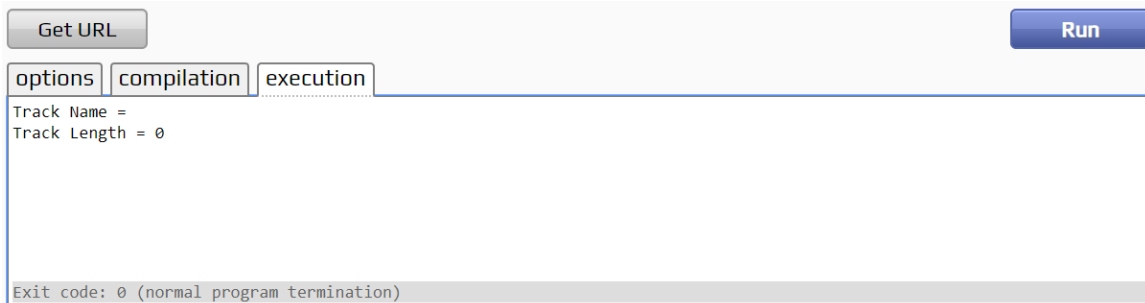 Get URL Run
options compilation execution
Track Name =
Track Length = 0
Exit code: 0 (normal program termination)